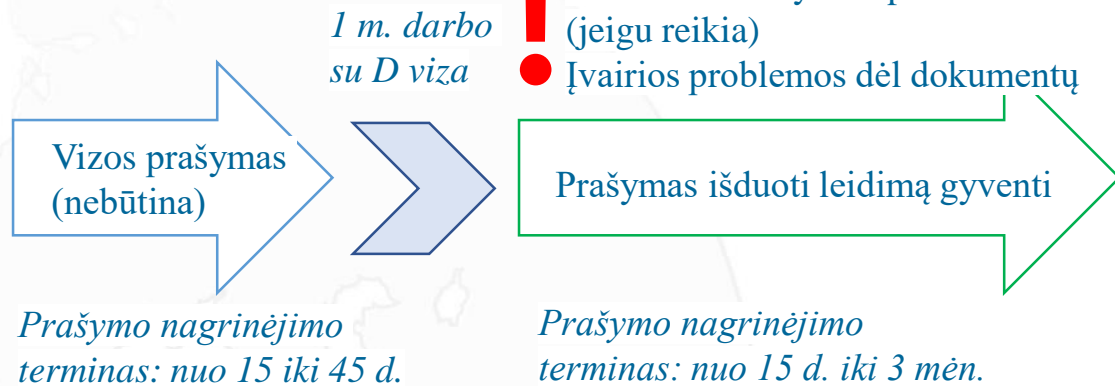 1 m. darbo
su D viza
(jeigu reikia)
Įvairios problemos dėl dokumentų
Vizos prašymas
(nebūtina)
Prašymas išduoti leidimą gyventi
Prašymo nagrinėjimo
terminas: nuo 15 iki 45 d.
Prašymo nagrinėjimo
terminas: nuo 15 d. iki 3 mėn.